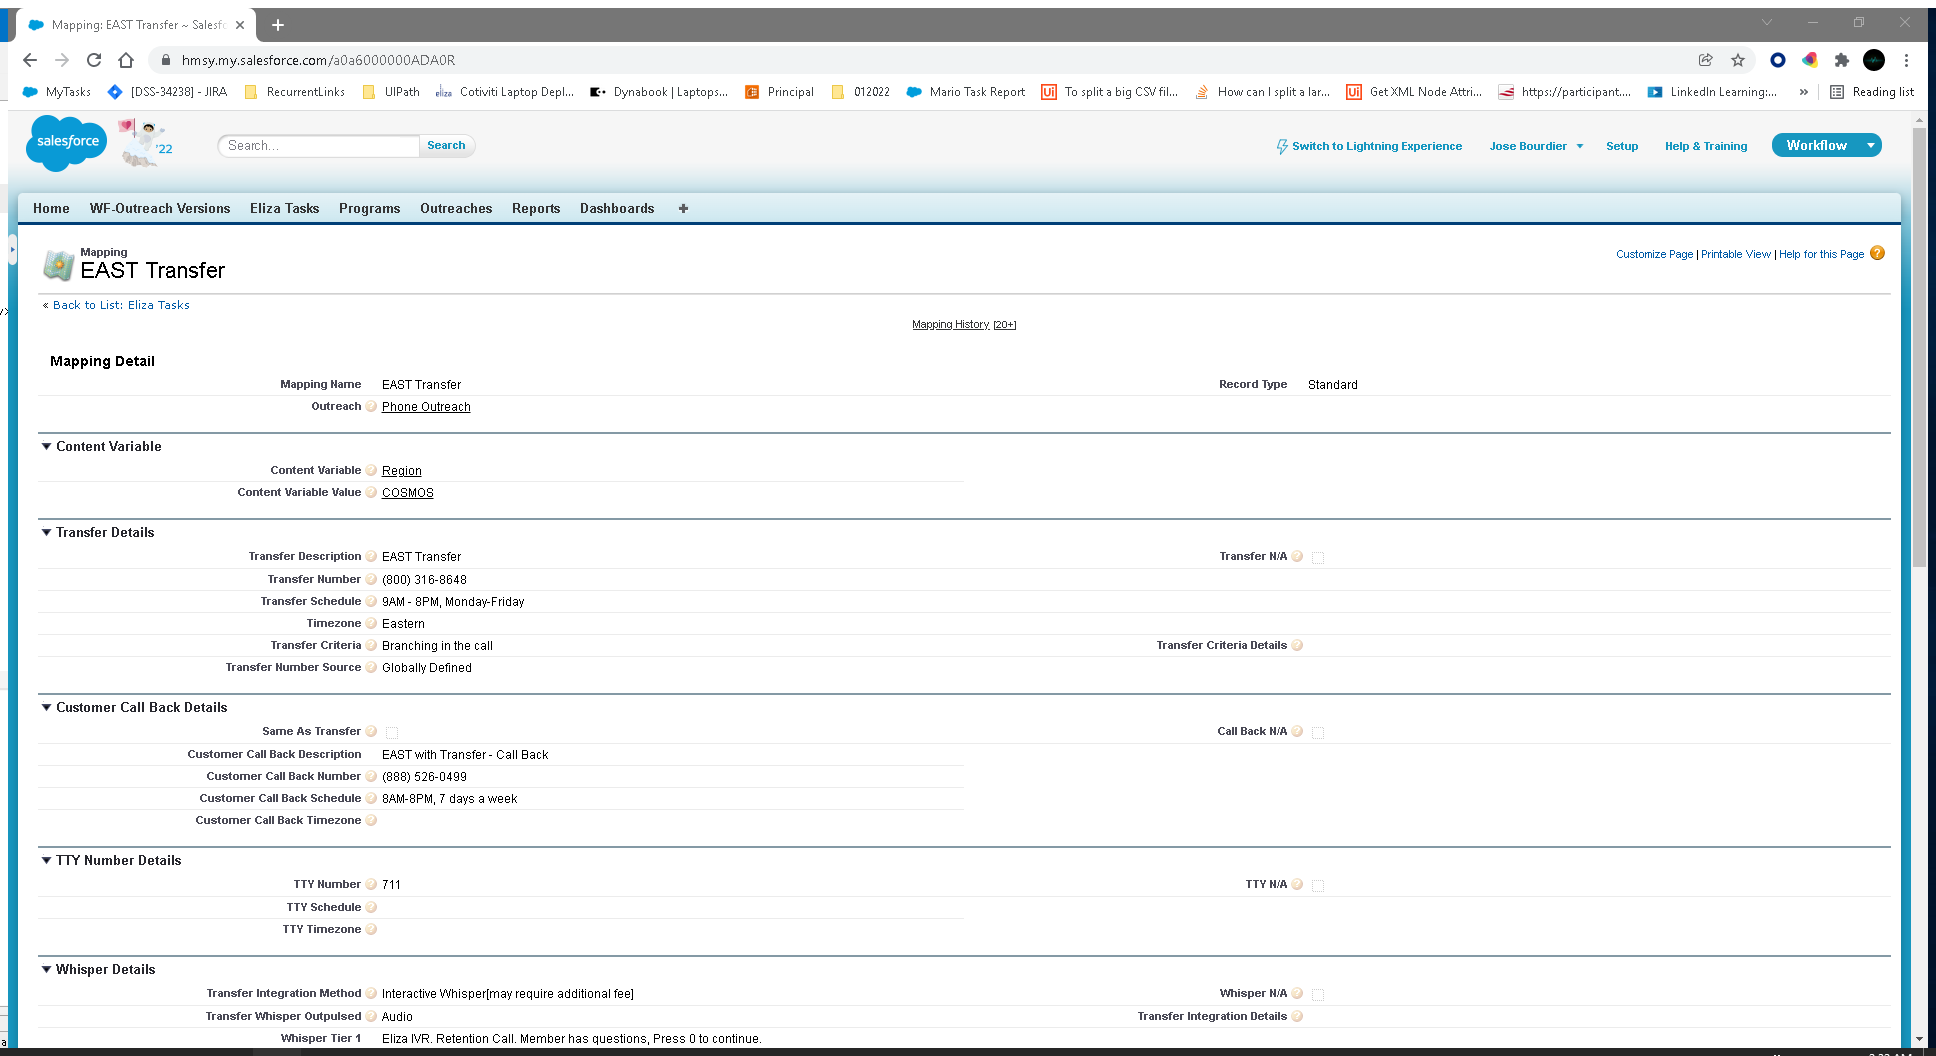 Mapping: EAST Transfer ~ Salesfo
hmsy.my.salesforce.com/a0a6000000ADA0R
MyTasks [DSS-34238] - JIRA RecurrentLinks UIPath eliza Cotiviti Laptop Depl... Dynabook | Laptops... Principal 012022 Mario Task Report Ui To split a big CSV fil... How can I split a lar... Ui Get XML Node Attri... https://participant.... LinkedIn Learning:... » Reading list
salesforce '22 Search... Search Switch to Lightning Experience Jose Bourdier Setup Help & Training Workflow
Home WF-Outreach Versions Eliza Tasks Programs Outreaches Reports Dashboards +
Mapping
EAST Transfer
Customize Page | Printable View | Help for this Page ?
« Back to List: Eliza Tasks
Mapping History [20+]
Mapping Detail
Mapping Name EAST Transfer Record Type Standard
Outreach ? Phone Outreach
Content Variable
Content Variable ? Region
Content Variable Value ? COSMOS
Transfer Details
Transfer Description ? EAST Transfer Transfer N/A ?
Transfer Number ? (800) 316-8648
Transfer Schedule ? 9AM - 8PM, Monday-Friday
Timezone ? Eastern
Transfer Criteria ? Branching in the call Transfer Criteria Details ?
Transfer Number Source ? Globally Defined
Customer Call Back Details
Same As Transfer ? Call Back N/A ?
Customer Call Back Description EAST with Transfer - Call Back
Customer Call Back Number ? (888) 526-0499
Customer Call Back Schedule ? 8AM-8PM, 7 days a week
Customer Call Back Timezone ?
TTY Number Details
TTY Number ? 711 TTY N/A ?
TTY Schedule ?
TTY Timezone ?
Whisper Details
Transfer Integration Method ? Interactive Whisper[may require additional fee] Whisper N/A ?
Transfer Whisper Outpulsed ? Audio Transfer Integration Details ?
Whisper Tier 1 Eliza IVR. Retention Call. Member has questions, Press 0 to continue.